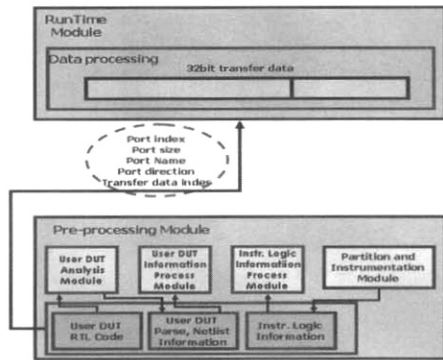 RunTime
Module
Data processing
32bit transfer data
Port index
Port size
Port Name
Port direction
Transfer data index
Pre-processing Module
User DUT
Analysis
Module
User DUT
Information
Process
Module
Instr. Logic
Information
Process
Module
Partition and
Instrumentation
Module
User DUT
RTL Code
User DUT
Parse, Netlist
Information
Instr. Logic
Information